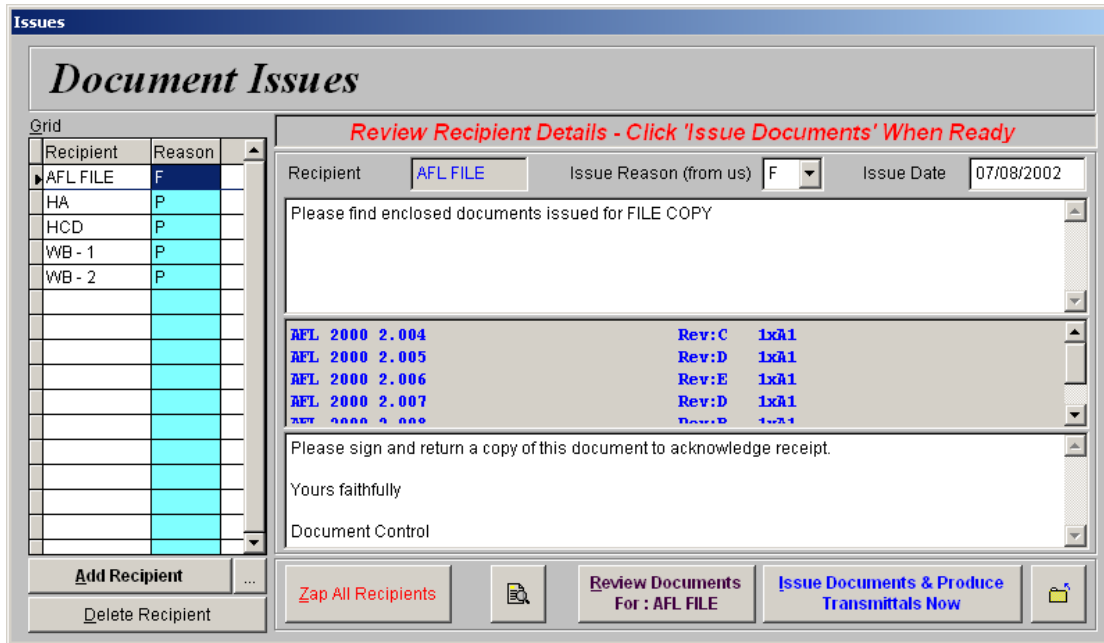 Issues
Document Issues
Grid
Recipient Reason
AFL FILE F
HA P
HCD P
WB - 1 P
WB - 2 P
Add Recipient ...
Delete Recipient
Review Recipient Details - Click 'Issue Documents' When Ready
Recipient AFL FILE Issue Reason (from us) F Issue Date 07/08/2002
Please find enclosed documents issued for FILE COPY
AFL 2000 2.004 Rev:C 1xA1
AFL 2000 2.005 Rev:D 1xA1
AFL 2000 2.006 Rev:E 1xA1
AFL 2000 2.007 Rev:D 1xA1
Please sign and return a copy of this document to acknowledge receipt.
Yours faithfully
Document Control
Zap All Recipients
Review Documents
For : AFL FILE
Issue Documents & Produce
Transmittals Now